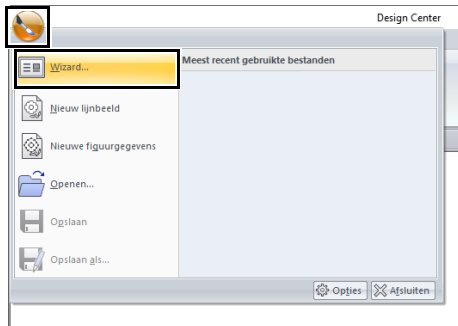 Design Center
Wizard...
Meest recent gebruikte bestanden
Nieuw lijnbeeld
Nieuwe figuurgegevens
Openen...
Opslaan
Opslaan als...
Opties
Afsluiten